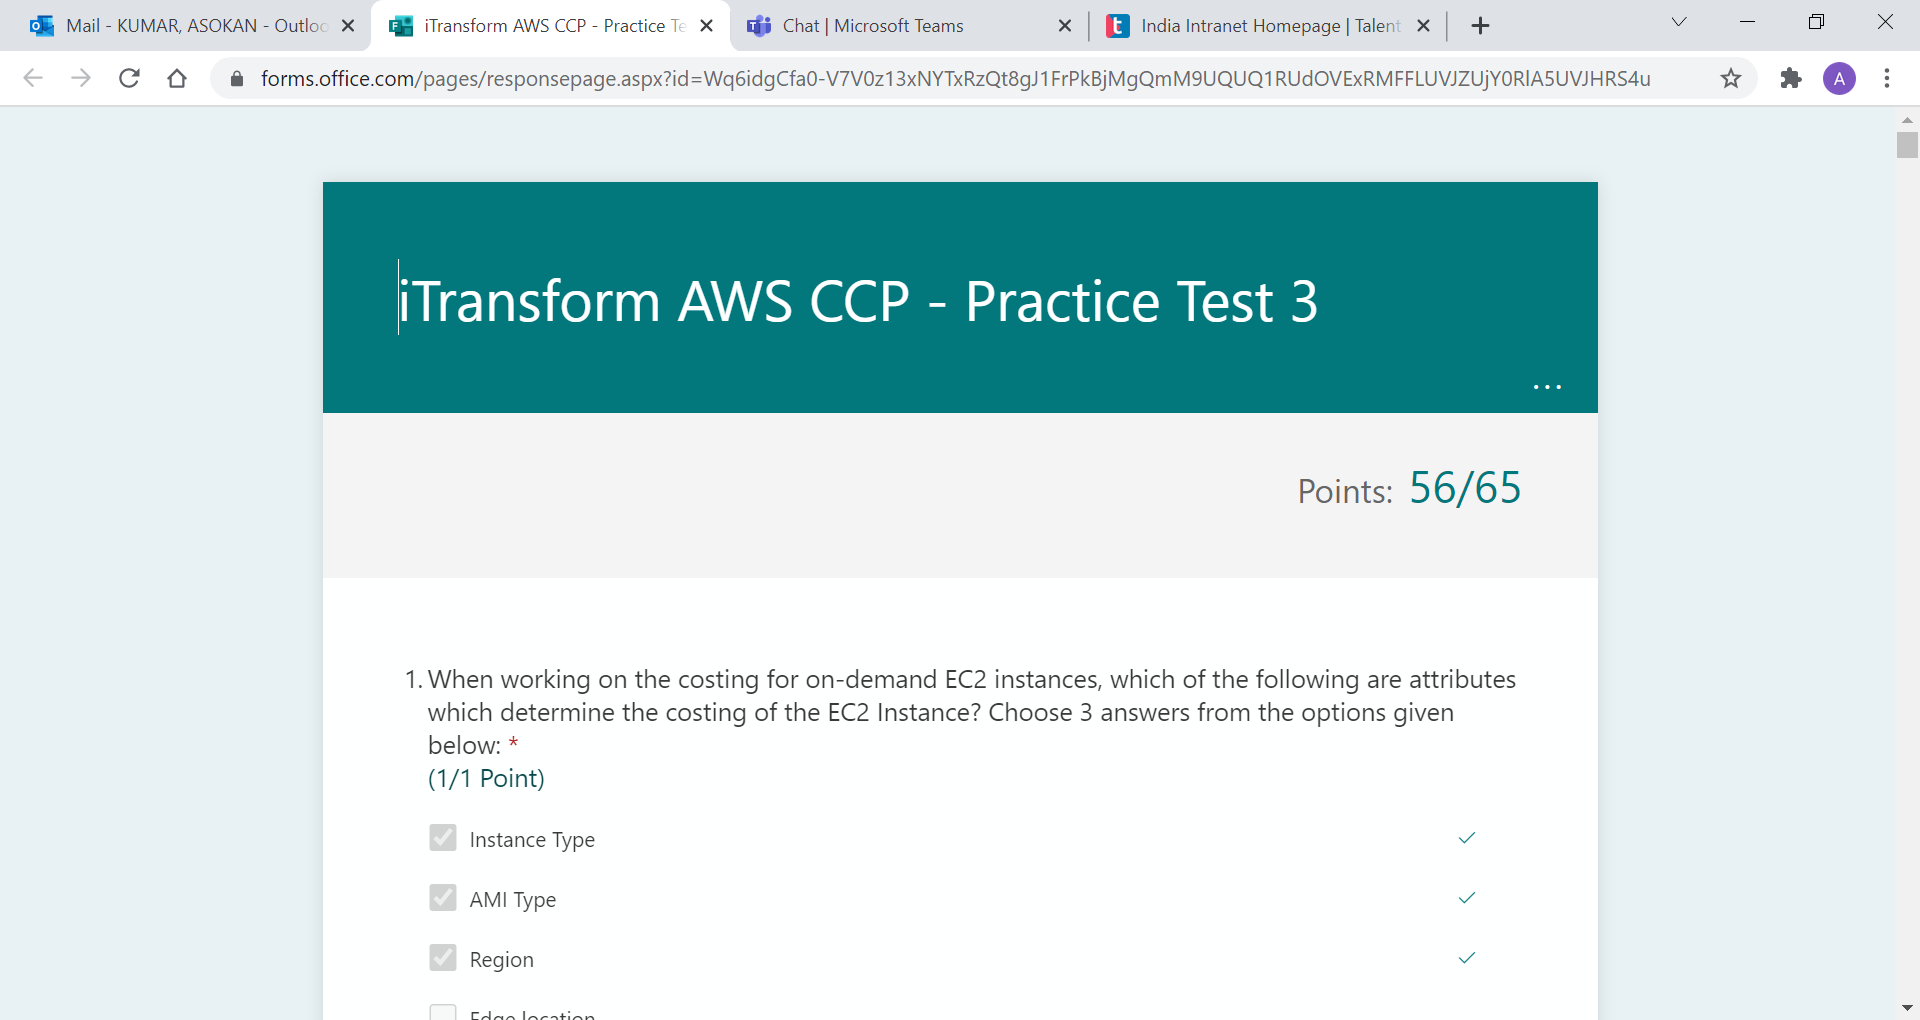 Mail - KUMAR, ASOKAN - Outloo
iTransform AWS CCP - Practice Te
Chat | Microsoft Teams
India Intranet Homepage | Talent
forms.office.com/pages/responsepage.aspx?id=Wq6idgCfa0-V7V0z13xNYTxRzQt8gJ1FrPkBjMgQmM9UQUQ1RUdOVExRMFFLUVJZUjY0RlA5UVJHRS4u
A
iTransform AWS CCP - Practice Test 3
Points: 56/65
1. When working on the costing for on-demand EC2 instances, which of the following are attributes
which determine the costing of the EC2 Instance? Choose 3 answers from the options given
below: *
(1/1 Point)
Instance Type
AMI Type
Region
Edge location